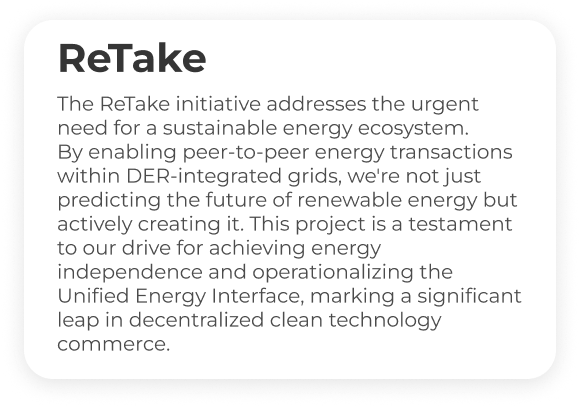 ReTake
The ReTake initiative addresses the urgent
need for a sustainable energy ecosystem.
By enabling peer-to-peer energy transactions
within DER-integrated grids, we're not just
predicting the future of renewable energy but
actively creating it. This project is a testament
to our drive for achieving energy
independence and operationalizing the
Unified Energy Interface, marking a significant
leap in decentralized clean technology
commerce.